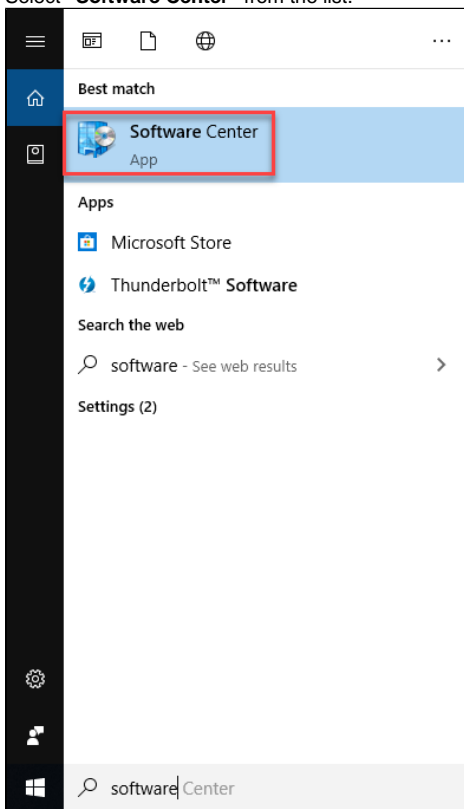 Select "Software Center" from the list.
...
Best match
Software Center
App
Apps
Microsoft Store
Thunderbolt™ Software
Search the web
software - See web results
Settings (2)
software Center